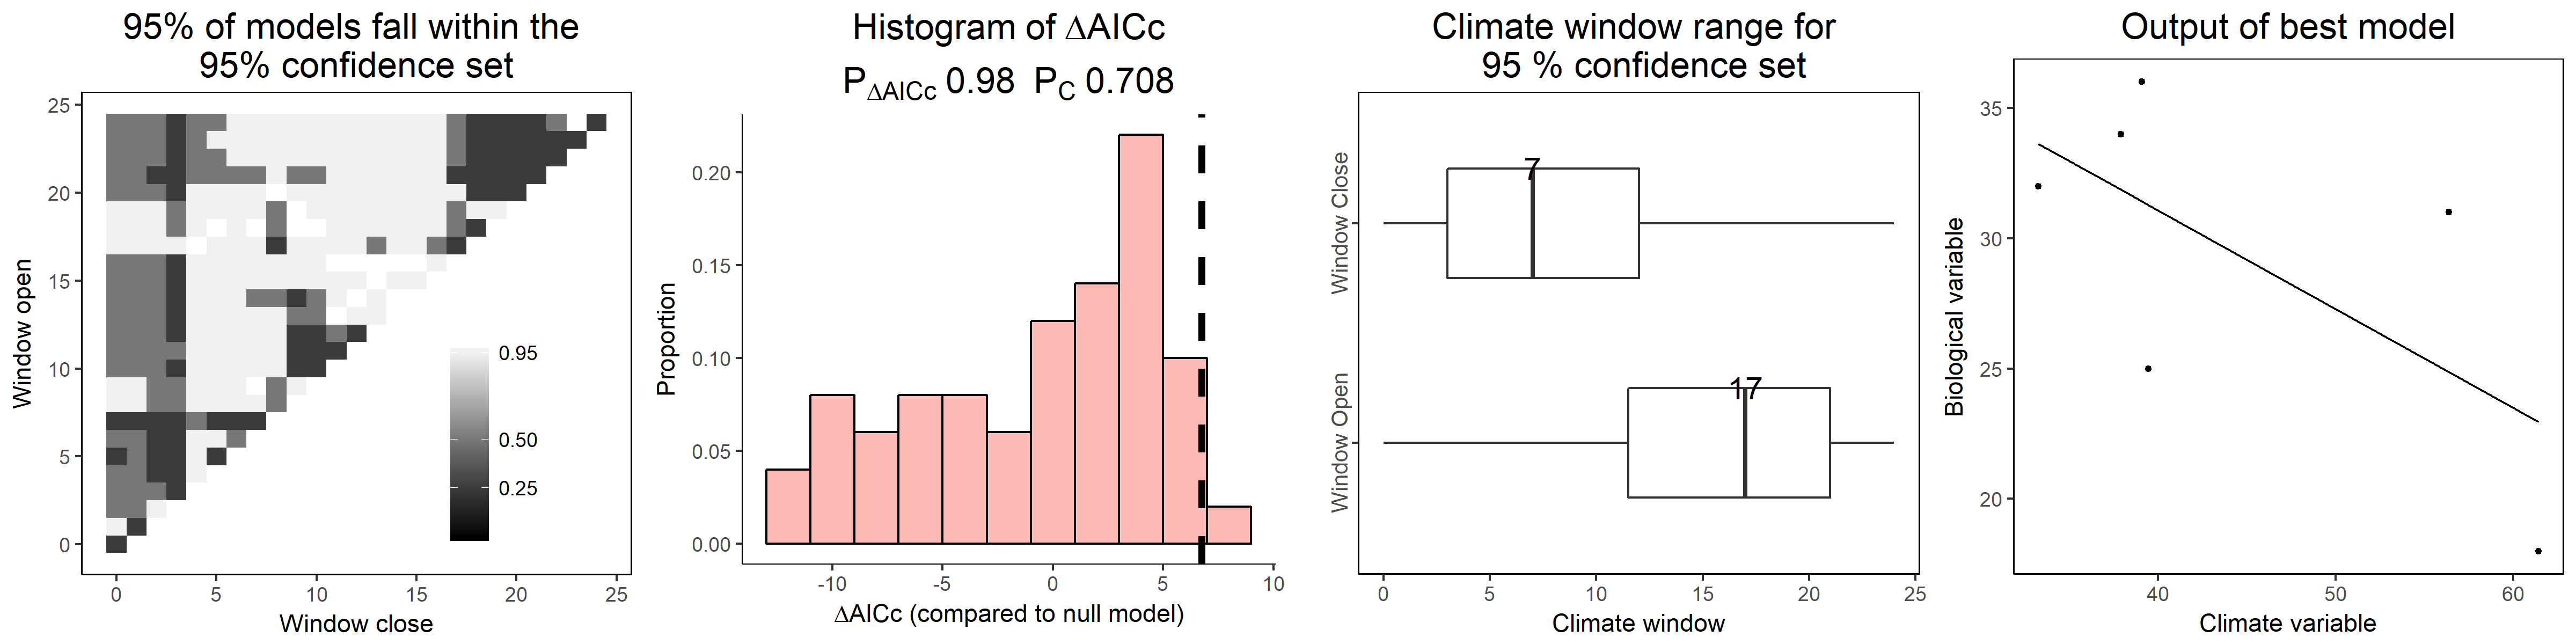 95% of models fall within the
95% confidence set
25
20
15
10
5
0
Window open
0.95
0.50
0.25
0 5 10 15 20 25
Window close
Histogram of ΔAICc
PΔAICc 0.98 PC 0.708
0.20
0.15
0.10
0.05
0.00
Proportion
-10 -5 0 5 10
ΔAICc (compared to null model)
Climate window range for
95 % confidence set
Window Close
7
Window Open
17
0 5 10 15 20 25
Climate window
Output of best model
35
30
25
20
Biological variable
40 50 60
Climate variable